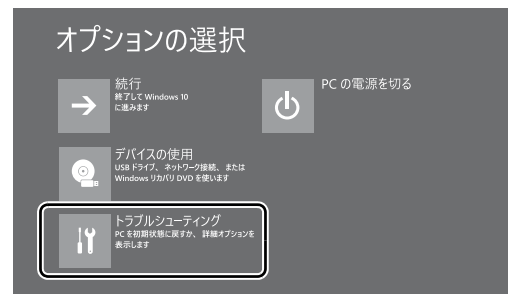 オプションの選択
続行
終了して Windows 10
に進みます
PC の電源を切る
デバイスの使用
USB ドライブ、ネットワーク接続、または
Windows リカバリ DVD を使います
トラブルシューティング
PC を初期状態に戻すか、詳細オプションを
表示します